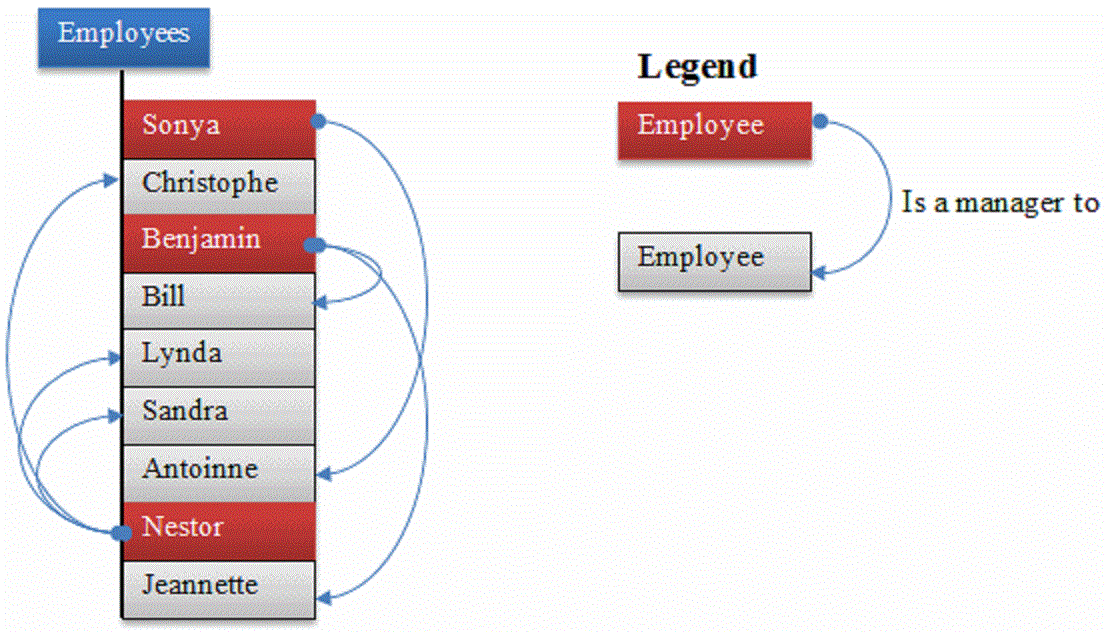 Employees
Sonya
Christophe
Benjamin
Bill
Lynda
Sandra
Antoinne
Nestor
Jeannette
Legend
Employee
Is a manager to
Employee